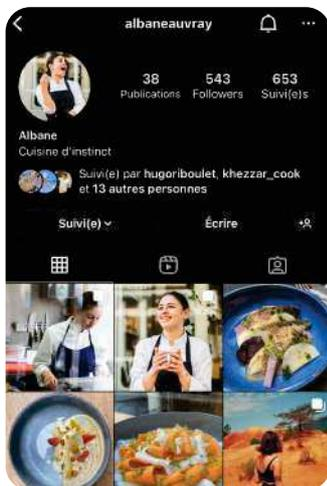 albaneauvray
38 543 653
Publications Followers Suivi(e)s
Albane
Cuisine d'instinct
Suivi(e) par hugoriboulet, khezzar_cook
et 13 autres personnes
Suivi(e) Écrire